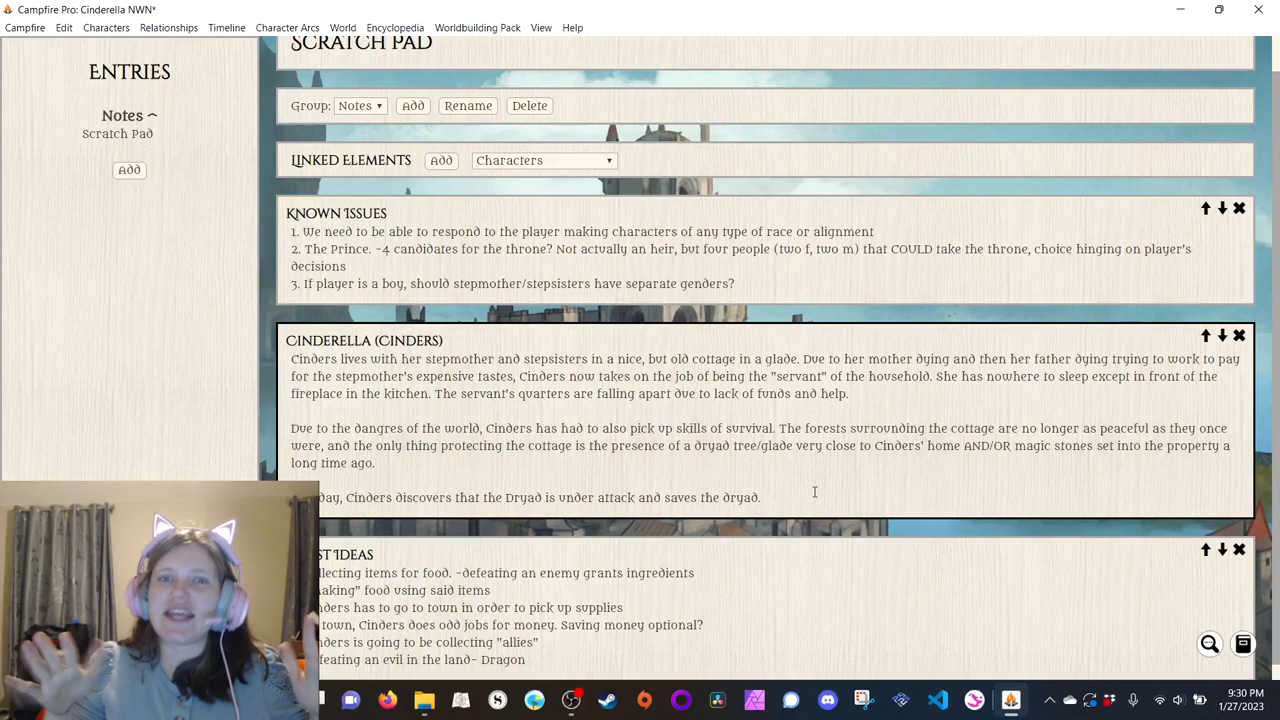 Campfire Pro: Cinderella NWN*
Campfire Edit Characters Relationships Timeline Character Arcs World Encyclopedia Worldbuilding Pack View Help
Entries
Notes
Scratch Pad
Add
Scratch Pad
Group: Notes Add Rename Delete
Linked Elements Add Characters
Known Issues
1. We need to be able to respond to the player making characters of any type of race or alignment
2. The Prince. -4 candidates for the throne? Not actually an heir, but four people (two f, two m) that COULD take the throne, choice hinging on player's
decisions
3. If player is a boy, should stepmother/stepsisters have separate genders?
Cinderella (Cinders)
Cinders lives with her stepmother and stepsisters in a nice, but old cottage in a glade. Due to her mother dying and then her father dying trying to work to pay
for the stepmother's expensive tastes, Cinders now takes on the job of being the "servant" of the household. She has nowhere to sleep except in front of the
fireplace in the kitchen. The servant's quarters are falling apart due to lack of funds and help.
Due to the dangres of the world, Cinders has had to also pick up skills of survival. The forests surrounding the cottage are no longer as peaceful as they once
were, and the only thing protecting the cottage is the presence of a dryad tree/glade very close to Cinders' home AND/OR magic stones set into the property a
long time ago.
day, Cinders discovers that the Dryad is under attack and saves the dryad.
st Ideas
llecting items for food. -defeating an enemy grants ingredients
aking" food using said items
nders has to go to town in order to pick up supplies
town, Cinders does odd jobs for money. Saving money optional?
nders is going to be collecting "allies"
feating an evil in the land- Dragon
9:30 PM
1/27/2023